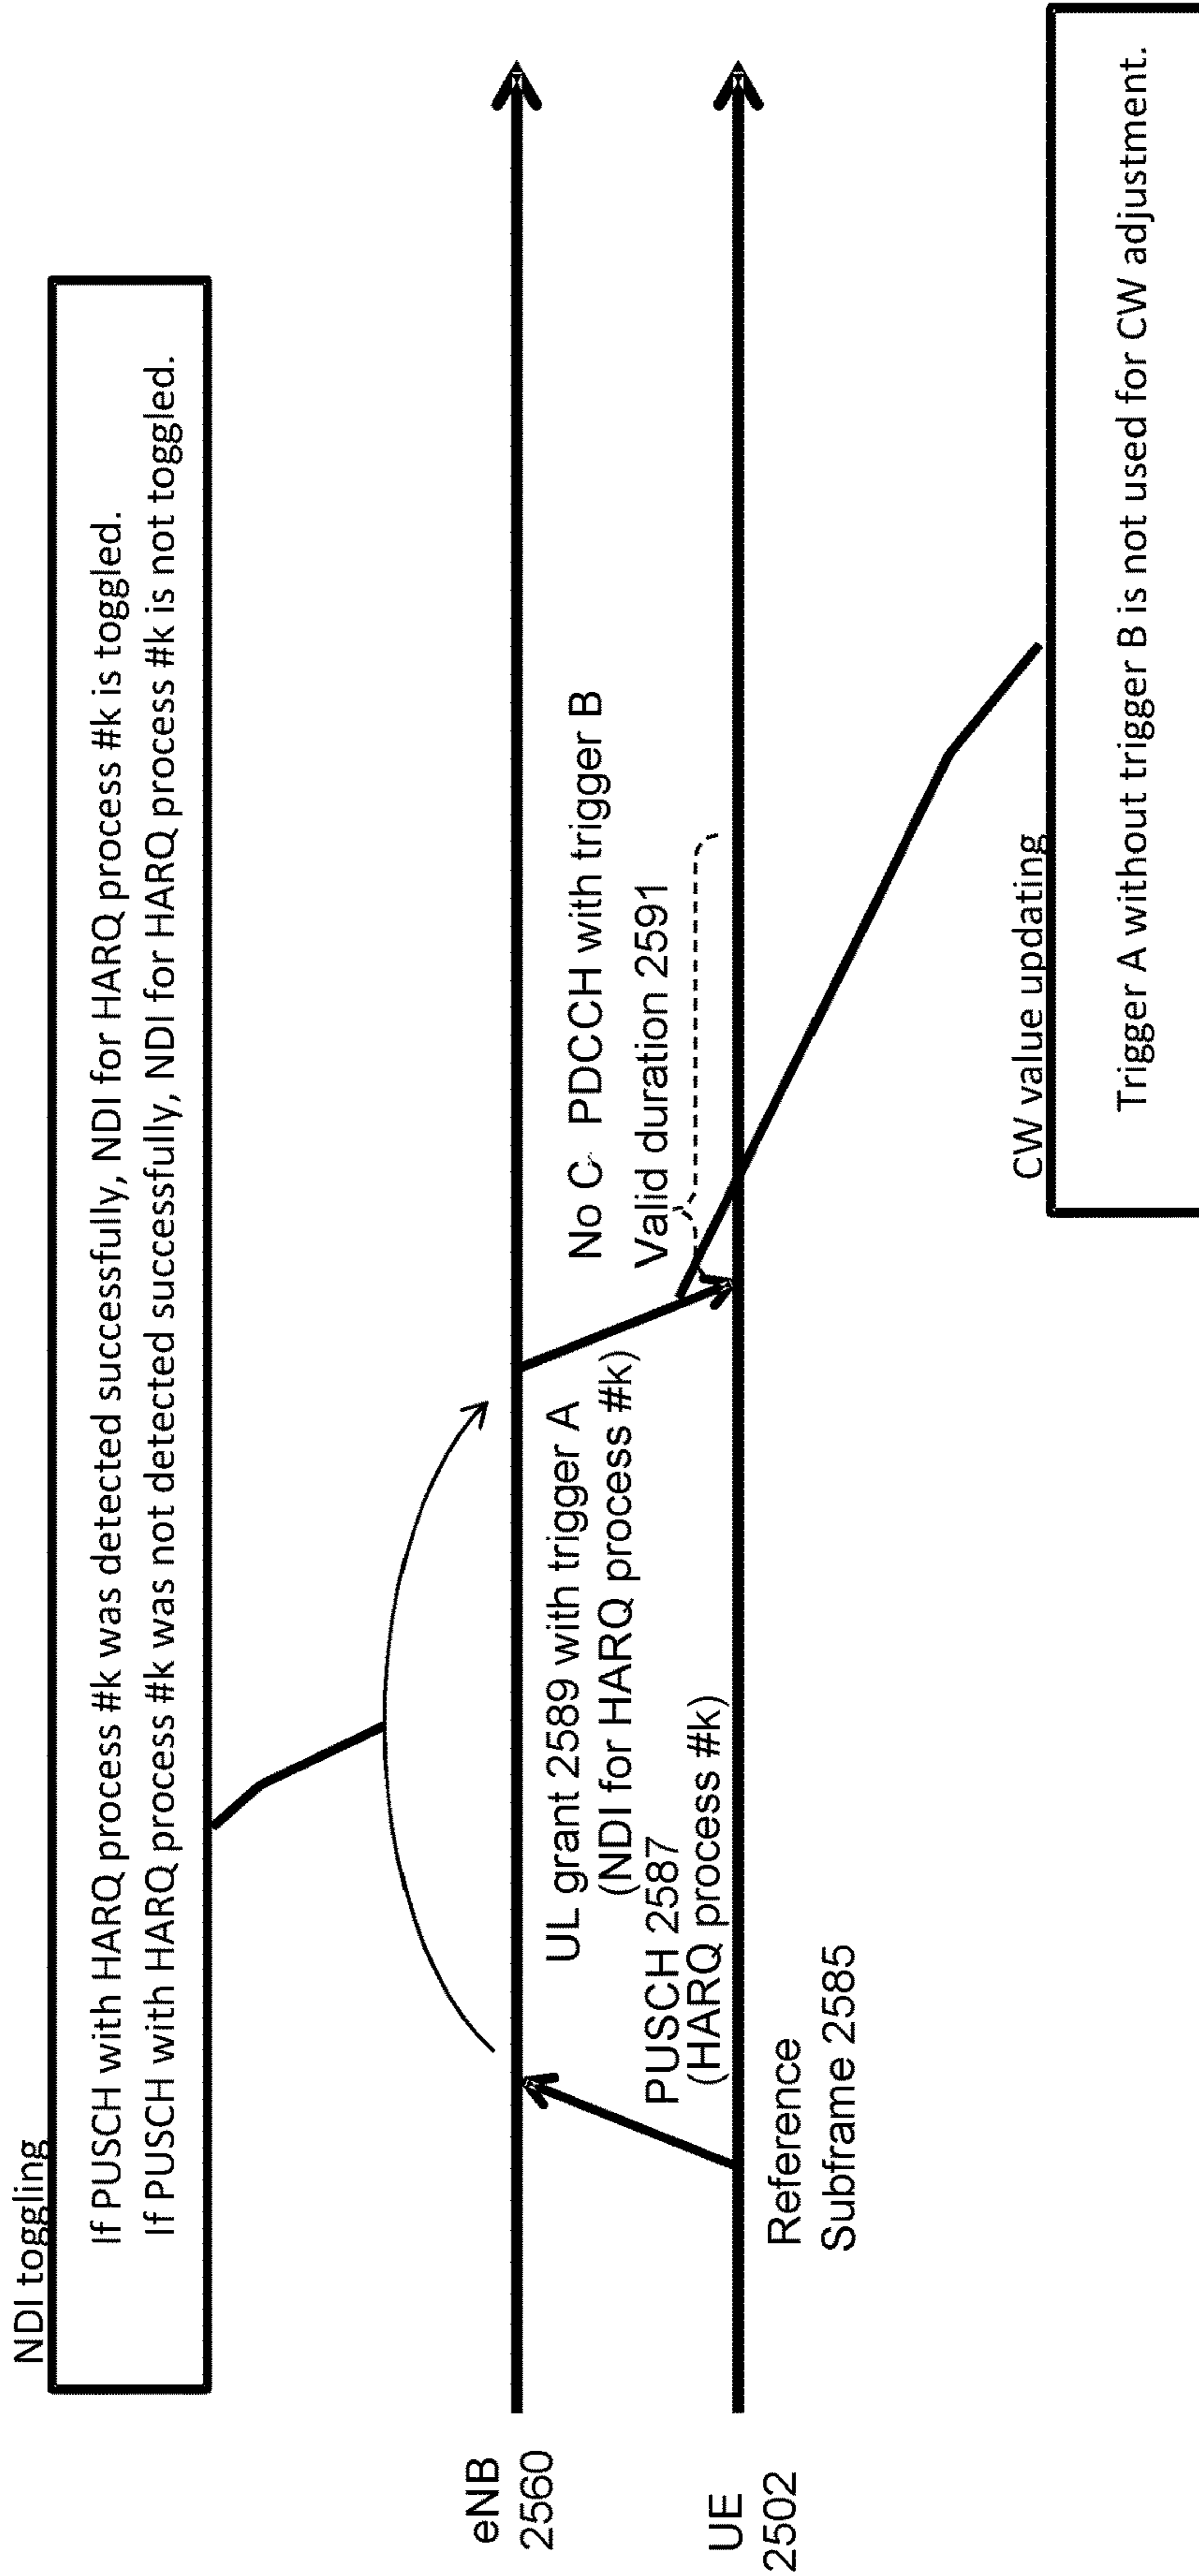 NDI toggling
If PUSCH with HARQ process #k was detected successfully, NDI for HARQ process #k is toggled.
If PUSCH with HARQ process #k was not detected successfully, NDI for HARQ process #k is not toggled.
eNB
2560
UL grant 2589 with trigger A
(NDI for HARQ process #k)
No C PDCCH with trigger B
Valid duration 2591
PUSCH 2587
(HARQ process #k)
UE
2502
Reference
Subframe 2585
CW value updating
Trigger A without trigger B is not used for CW adjustment.